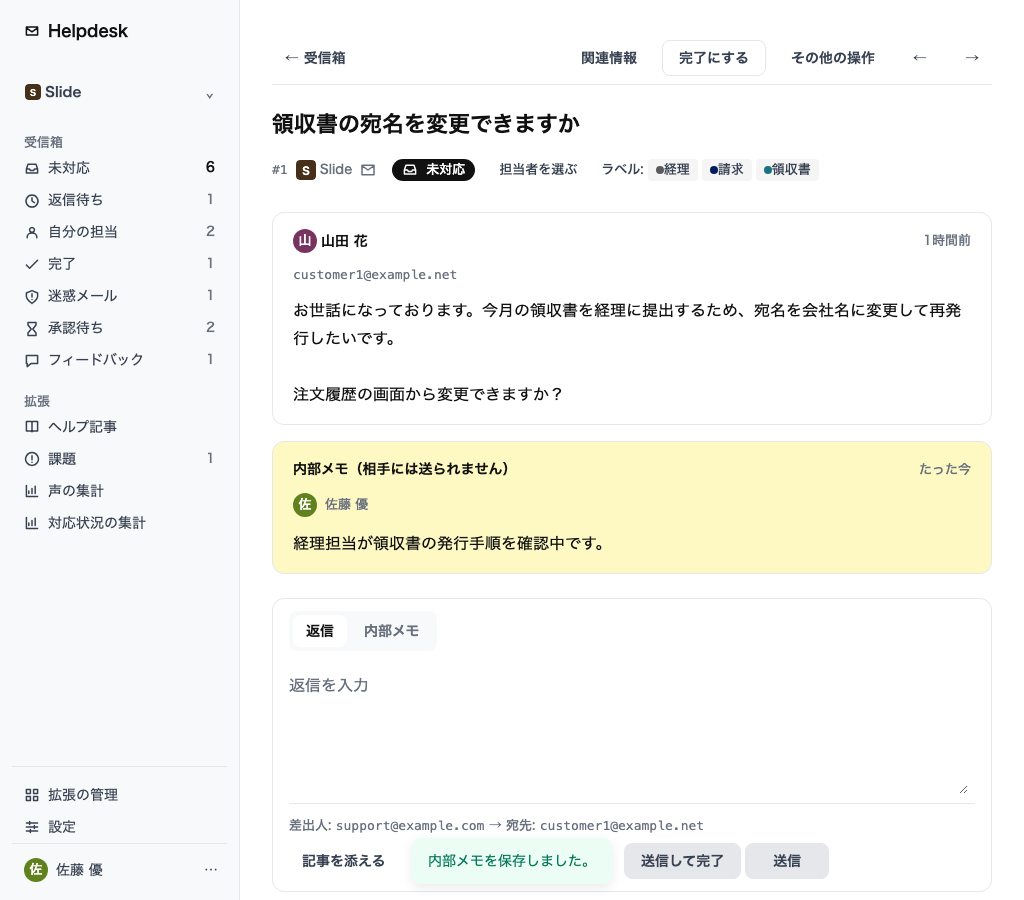 Helpdesk
S Slide
受信箱
未対応 6
返信待ち 1
自分の担当 2
完了 1
迷惑メール 1
承認待ち 2
フィードバック 1
拡張
ヘルプ記事
課題 1
声の集計
対応状況の集計
拡張の管理
設定
佐 佐藤 優 ...
← 受信箱 関連情報 完了にする その他の操作 ← →
領収書の宛名を変更できますか
#1 S Slide 未対応 担当者を選ぶ ラベル: 経理 請求 領収書
山 山田 花 1時間前
customer1@example.net
お世話になっております。今月の領収書を経理に提出するため、宛名を会社名に変更して再発
行したいです。
注文履歴の画面から変更できますか？
内部メモ（相手には送られません） たった今
佐 佐藤 優
経理担当が領収書の発行手順を確認中です。
返信 内部メモ
返信を入力
差出人: support@example.com → 宛先: customer1@example.net
記事を添える 内部メモを保存しました。 送信して完了 送信